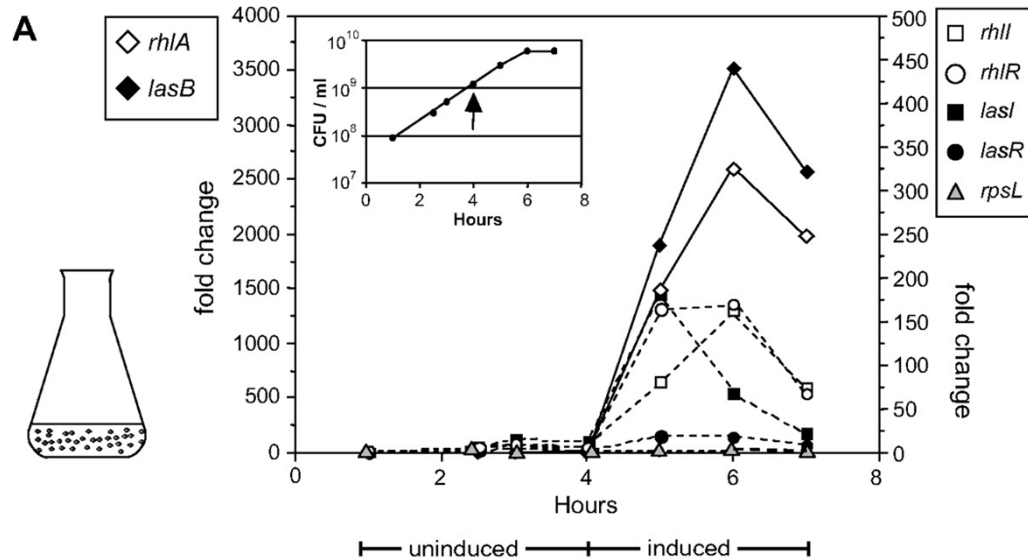 A
rhlA
lasB
4000
3500
3000
2500
2000
1500
1000
500
0
fold change
10^10
10^9
10^8
10^7
CFU / ml
0 2 4 6 8
Hours
500
450
400
350
300
250
200
150
100
50
0
fold change
rhlI
rhlR
lasI
lasR
rpsL
0 2 4 6 8
Hours
uninduced induced